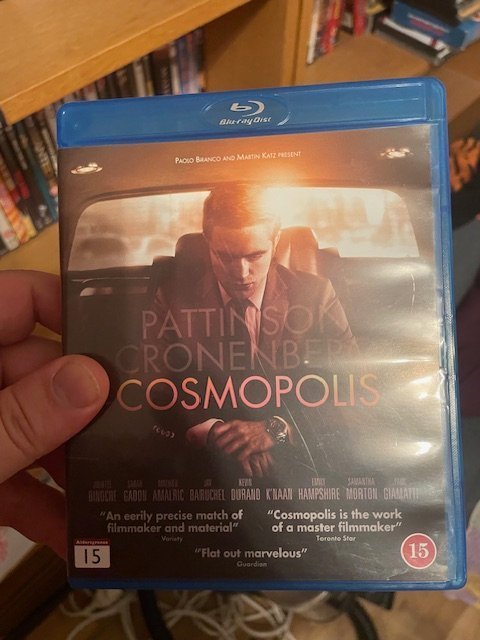 Blu-ray Disc
PAOLO BRANCO AND MARTIN KATZ PRESENT
PATTINSON
CRONENBERG
COSMOPOLIS
JULIETTE BINOCHE SARAH GADON MATHIEU AMALRIC JAY BARUCHEL KEVIN DURAND K'NAAN EMILY HAMPSHIRE SAMANTHA MORTON PAUL GIAMATTI
"An eerily precise match of
filmmaker and material"
Variety
"Cosmopolis is the work
of a master filmmaker"
Toronto Star
"Flat out marvelous"
Guardian
Aldersgrense
15
15